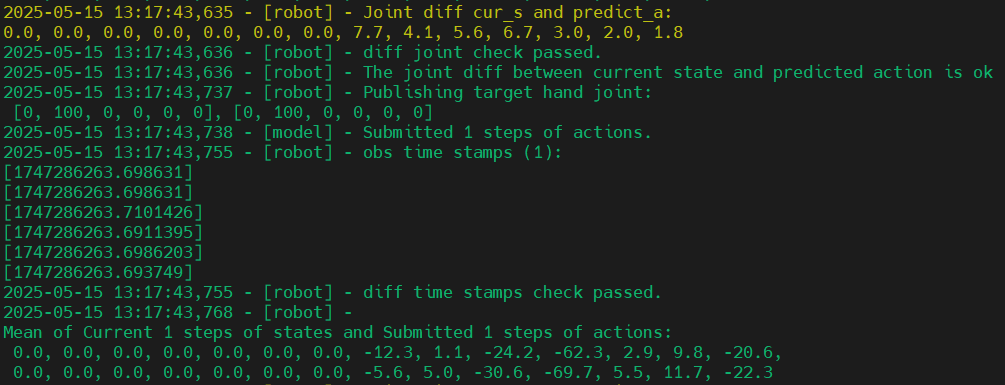 2025-05-15 13:17:43,635 - [robot] - Joint diff cur_s and predict_a:
0.0, 0.0, 0.0, 0.0, 0.0, 0.0, 0.0, 7.7, 4.1, 5.6, 6.7, 3.0, 2.0, 1.8
2025-05-15 13:17:43,636 - [robot] - diff joint check passed.
2025-05-15 13:17:43,636 - [robot] - The joint diff between current state and predicted action is ok
2025-05-15 13:17:43,737 - [robot] - Publishing target hand joint:
[0, 100, 0, 0, 0, 0], [0, 100, 0, 0, 0, 0]
2025-05-15 13:17:43,738 - [model] - Submitted 1 steps of actions.
2025-05-15 13:17:43,755 - [robot] - obs time stamps (1):
[1747286263.698631]
[1747286263.698631]
[1747286263.7101426]
[1747286263.6911395]
[1747286263.6986203]
[1747286263.693749]
2025-05-15 13:17:43,755 - [robot] - diff time stamps check passed.
2025-05-15 13:17:43,768 - [robot] -
Mean of Current 1 steps of states and Submitted 1 steps of actions:
0.0, 0.0, 0.0, 0.0, 0.0, 0.0, 0.0, -12.3, 1.1, -24.2, -62.3, 2.9, 9.8, -20.6,
0.0, 0.0, 0.0, 0.0, 0.0, 0.0, 0.0, -5.6, 5.0, -30.6, -69.7, 5.5, 11.7, -22.3